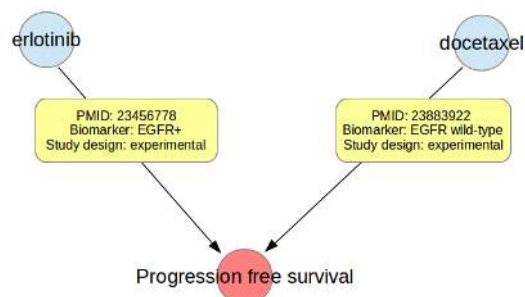 erlotinib
docetaxel
PMID: 23456778
Biomarker: EGFR+
Study design: experimental
PMID: 23883922
Biomarker: EGFR wild-type
Study design: experimental
Progression free survival